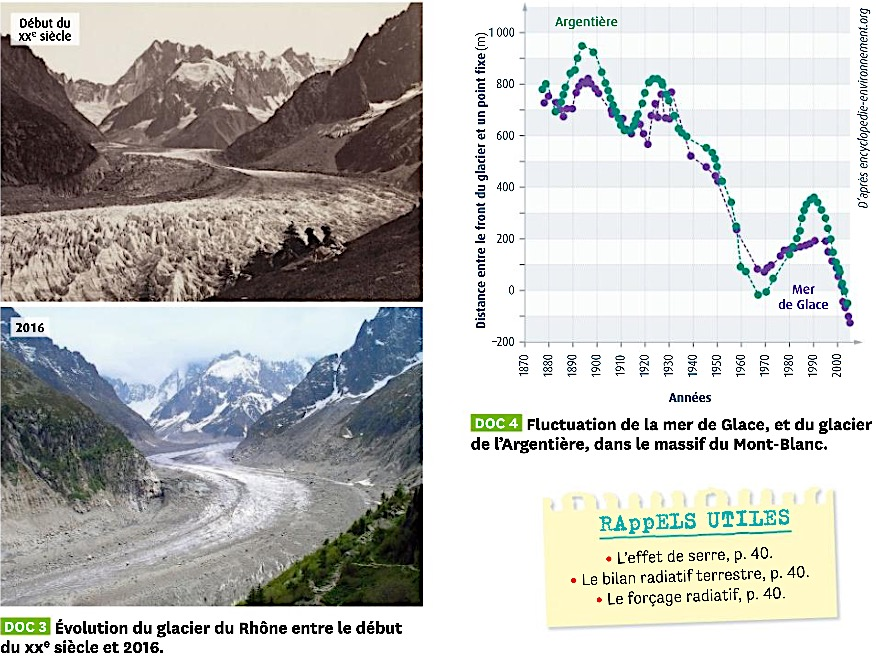 Début du
XXe siècle
2016
DOC 3 Évolution du glacier du Rhône entre le début
du XXe siècle et 2016.
Argentière
Mer
de Glace
Distance entre le front du glacier et un point fixe (m)
1 000
800
600
400
200
0
–200
1870
1880
1890
1900
1910
1920
1930
1940
1950
1960
1970
1980
1990
2000
Années
D'après encyclopedie-environnement.org
DOC 4 Fluctuation de la mer de Glace, et du glacier
de l'Argentière, dans le massif du Mont-Blanc.
RAppELS UTILES
• L'effet de serre, p. 40.
• Le bilan radiatif terrestre, p. 40.
• Le forçage radiatif, p. 40.